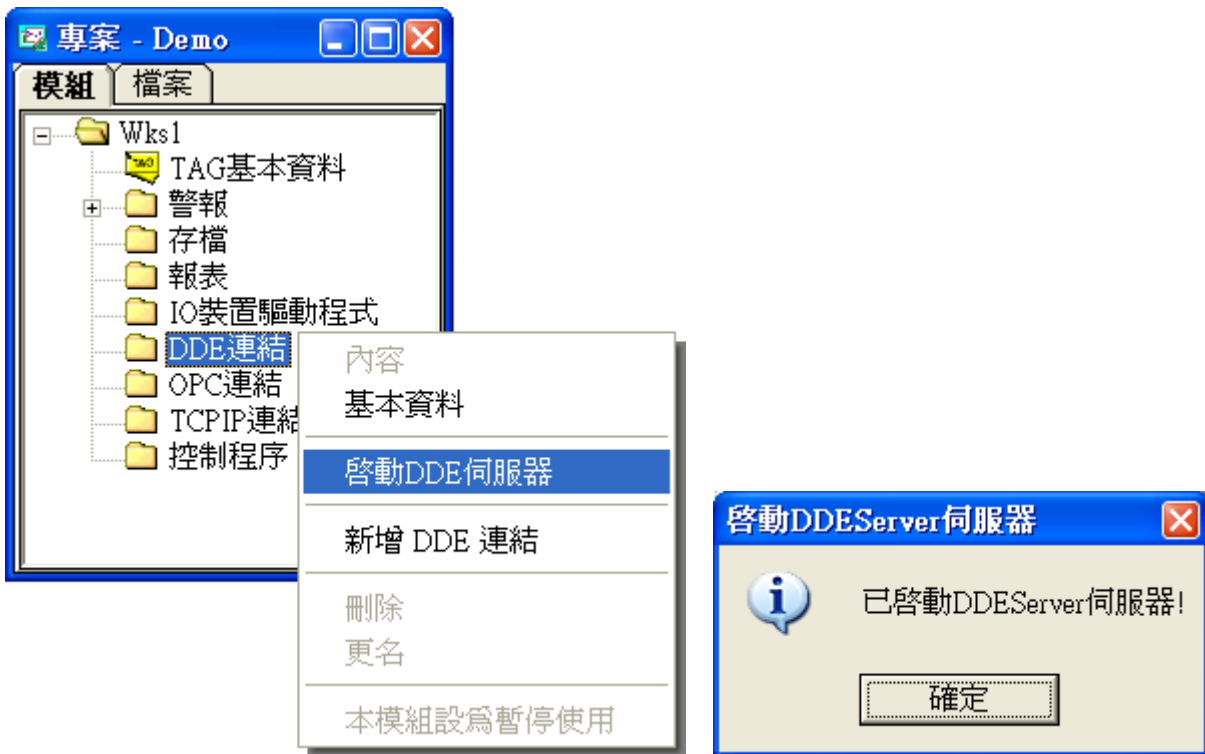 專案 - Demo
模組 檔案
Wks1
TAG基本資料
警報
存檔
報表
IO裝置驅動程式
DDE連結
OPC連結
TCPIP連結
控制程序
內容
基本資料
啓動DDE伺服器
新增 DDE 連結
刪除
更名
本模組設爲暫停使用
啓動DDEServer伺服器
已啓動DDEServer伺服器!
確定